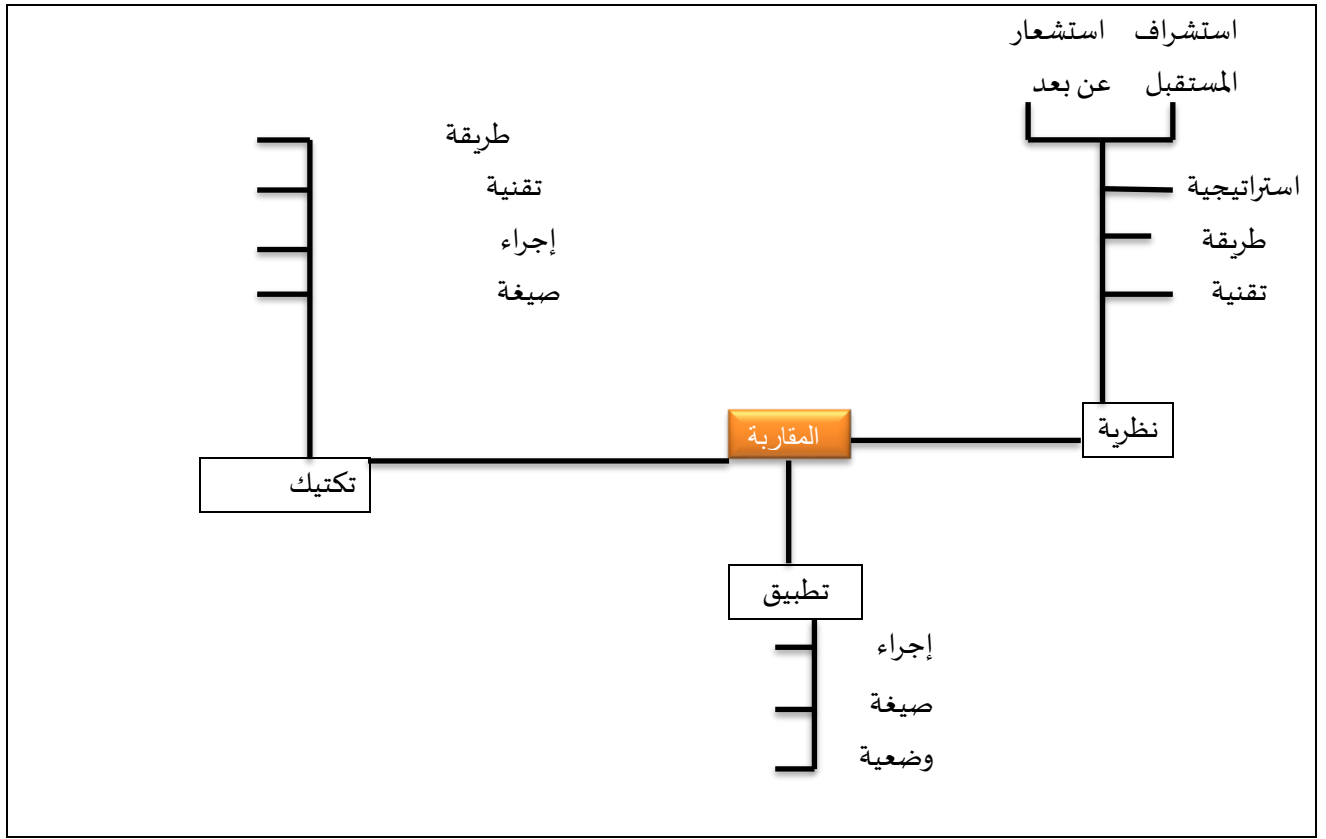 استشراف استشعار
المستقبل عن بعد
استراتيجية
طريقة
تقنية
نظرية
طريقة
تقنية
إجراء
صيغة
المقاربة
تكتيك
تطبيق
إجراء
صيغة
وضعية